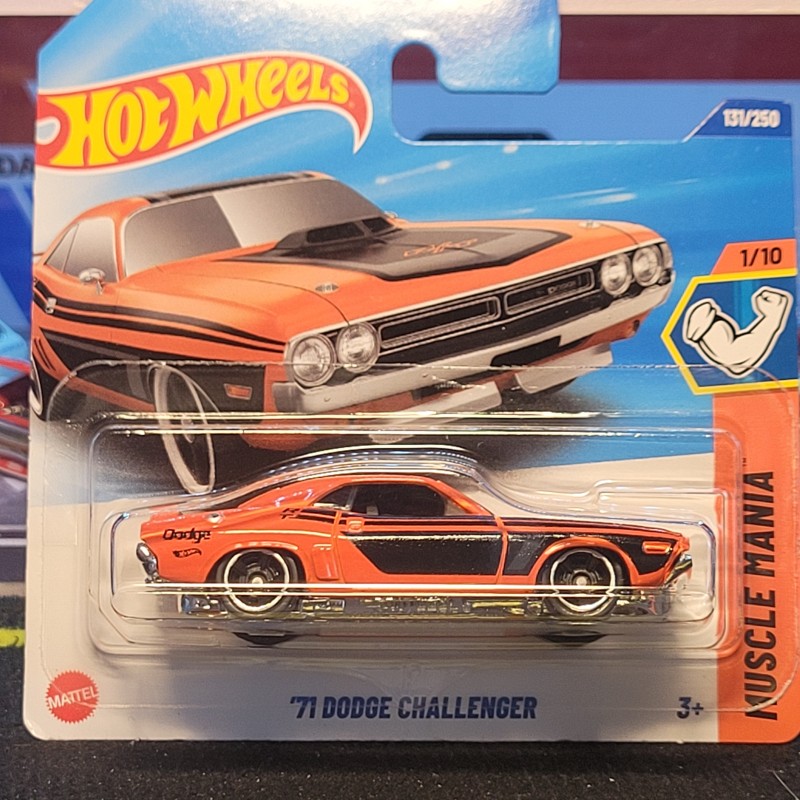 HOT WHEELS
131/250
1/10
Dodge
MUSCLE MANIA
MATTEL
'71 DODGE CHALLENGER
3+